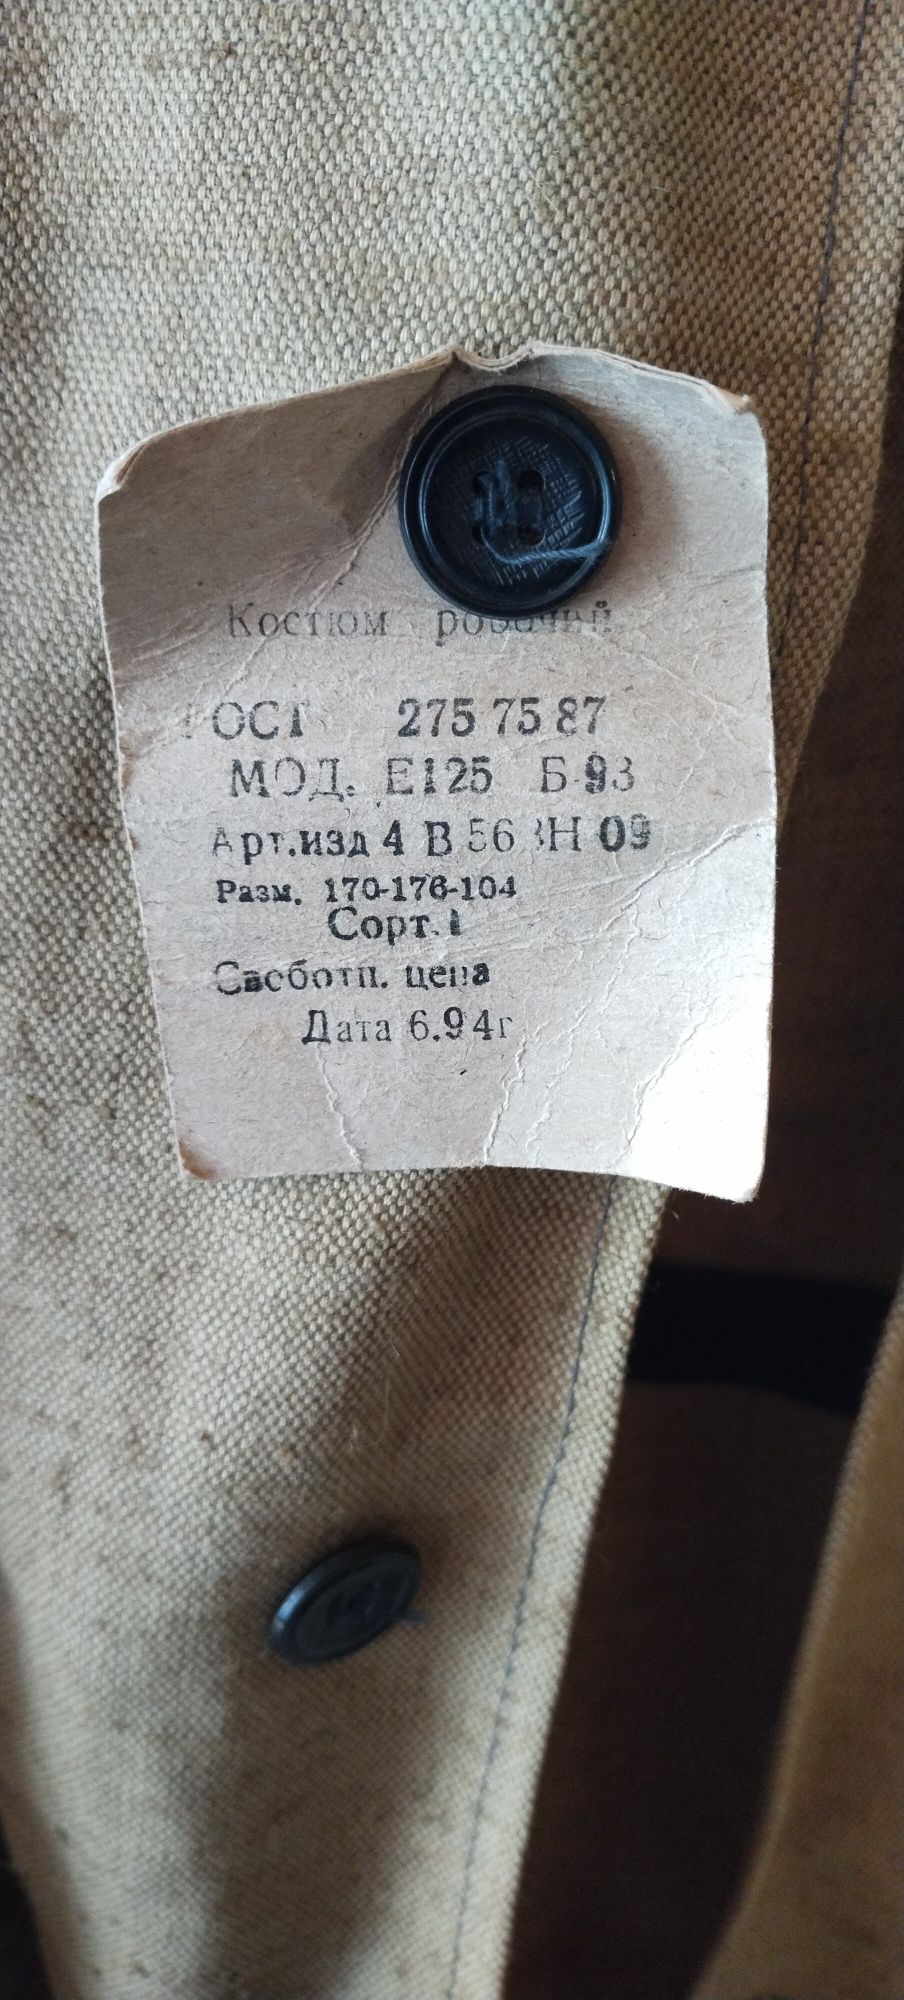 Костюм робочий
ГОСТ 275 75 87
МОД. Е125 Б-93
Арт.изд 4 В 56 ЗН 09
Разм. 170-176-104
Сорт. 1
Своботн. цена
Дата 6.94г